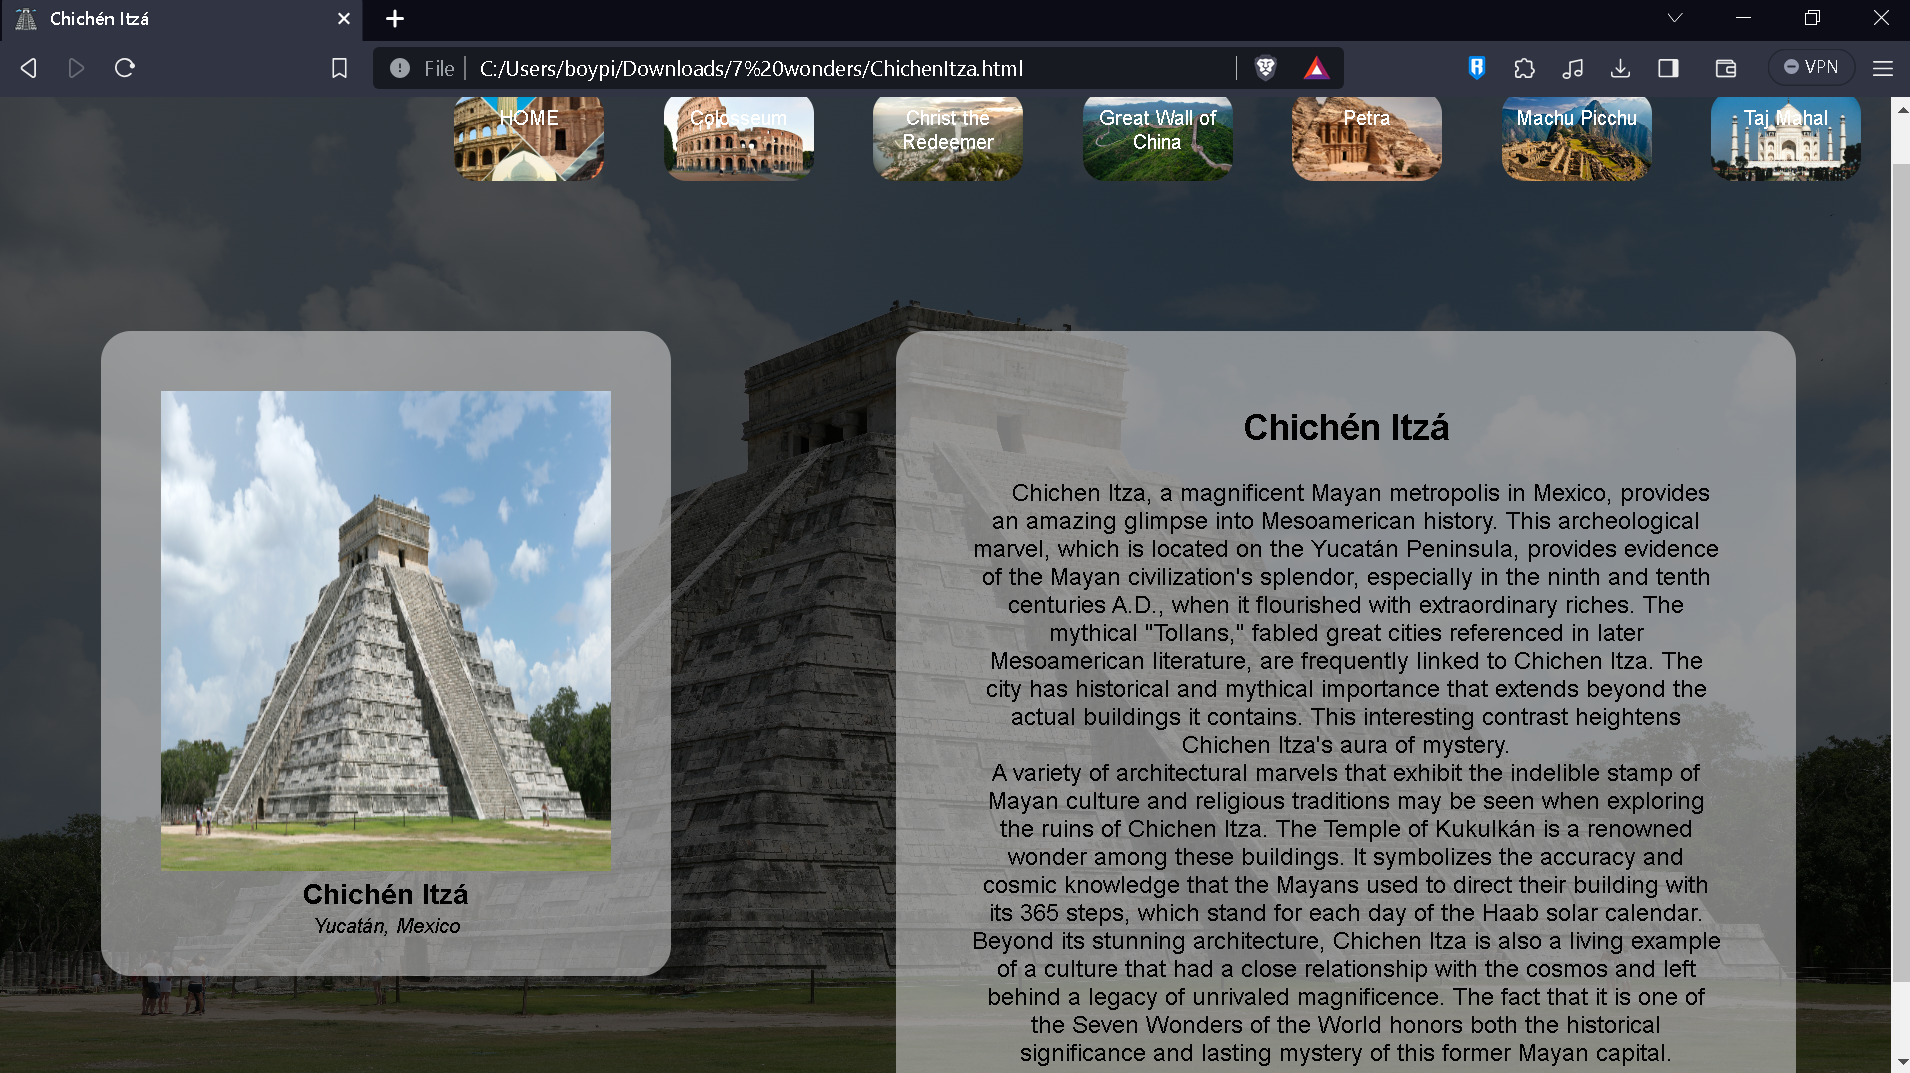 Chichén Itzá
File
C:/Users/boypi/Downloads/7%20wonders/ChichenItza.html
VPN
HOME
Colosseum
Christ the
Redeemer
Great Wall of
China
Petra
Machu Picchu
Taj Mahal
Chichén Itzá
Yucatán, Mexico
Chichén Itzá
Chichen Itza, a magnificent Mayan metropolis in Mexico, provides
an amazing glimpse into Mesoamerican history. This archeological
marvel, which is located on the Yucatán Peninsula, provides evidence
of the Mayan civilization's splendor, especially in the ninth and tenth
centuries A.D., when it flourished with extraordinary riches. The
mythical "Tollans," fabled great cities referenced in later
Mesoamerican literature, are frequently linked to Chichen Itza. The
city has historical and mythical importance that extends beyond the
actual buildings it contains. This interesting contrast heightens
Chichen Itza's aura of mystery.
A variety of architectural marvels that exhibit the indelible stamp of
Mayan culture and religious traditions may be seen when exploring
the ruins of Chichen Itza. The Temple of Kukulkán is a renowned
wonder among these buildings. It symbolizes the accuracy and
cosmic knowledge that the Mayans used to direct their building with
its 365 steps, which stand for each day of the Haab solar calendar.
Beyond its stunning architecture, Chichen Itza is also a living example
of a culture that had a close relationship with the cosmos and left
behind a legacy of unrivaled magnificence. The fact that it is one of
the Seven Wonders of the World honors both the historical
significance and lasting mystery of this former Mayan capital.